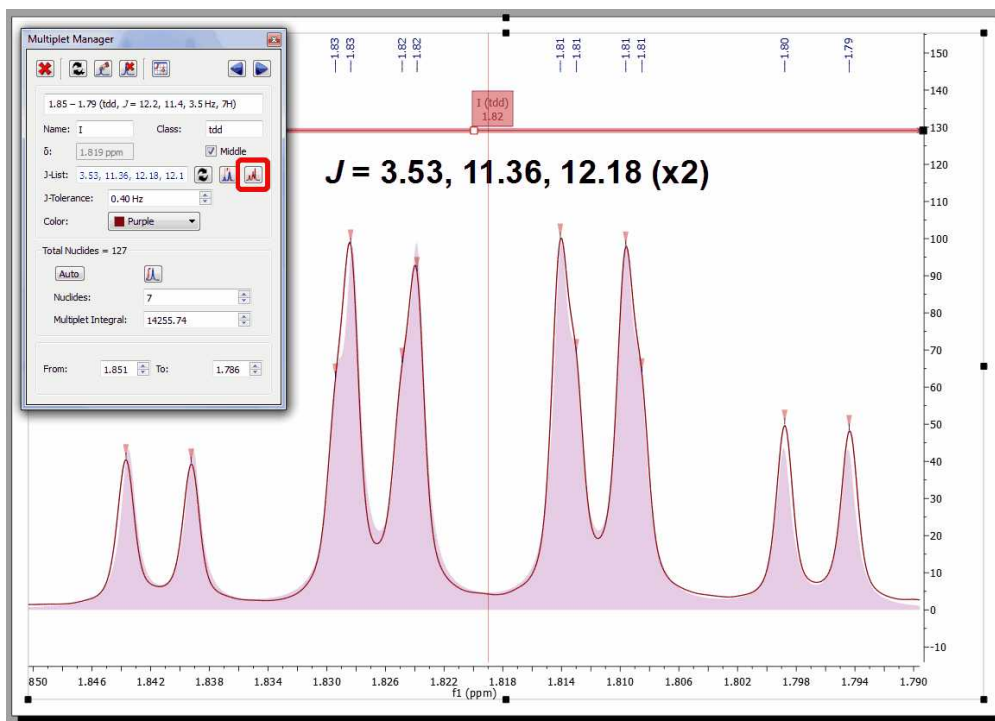 Multiplet Manager
1.85 – 1.79 (tdd, J = 12.2, 11.4, 3.5 Hz, 7H)
Name: I Class: tdd
δ: 1.819 ppm Middle
J-List: 3.53, 11.36, 12.18, 12.1
J-Tolerance: 0.40 Hz
Color: Purple
Total Nuclides = 127
Auto
Nuclides: 7
Multiplet Integral: 14255.74
From: 1.851 To: 1.786
1.83
1.83
1.82
1.82
1.81
1.81
1.81
1.81
1.80
1.79
I (tdd)
1.82
J = 3.53, 11.36, 12.18 (x2)
150
140
130
120
110
100
90
80
70
60
50
40
30
20
10
0
-10
850 1.846 1.842 1.838 1.834 1.830 1.826 1.822 1.818 1.814 1.810 1.806 1.802 1.798 1.794 1.790
f1 (ppm)